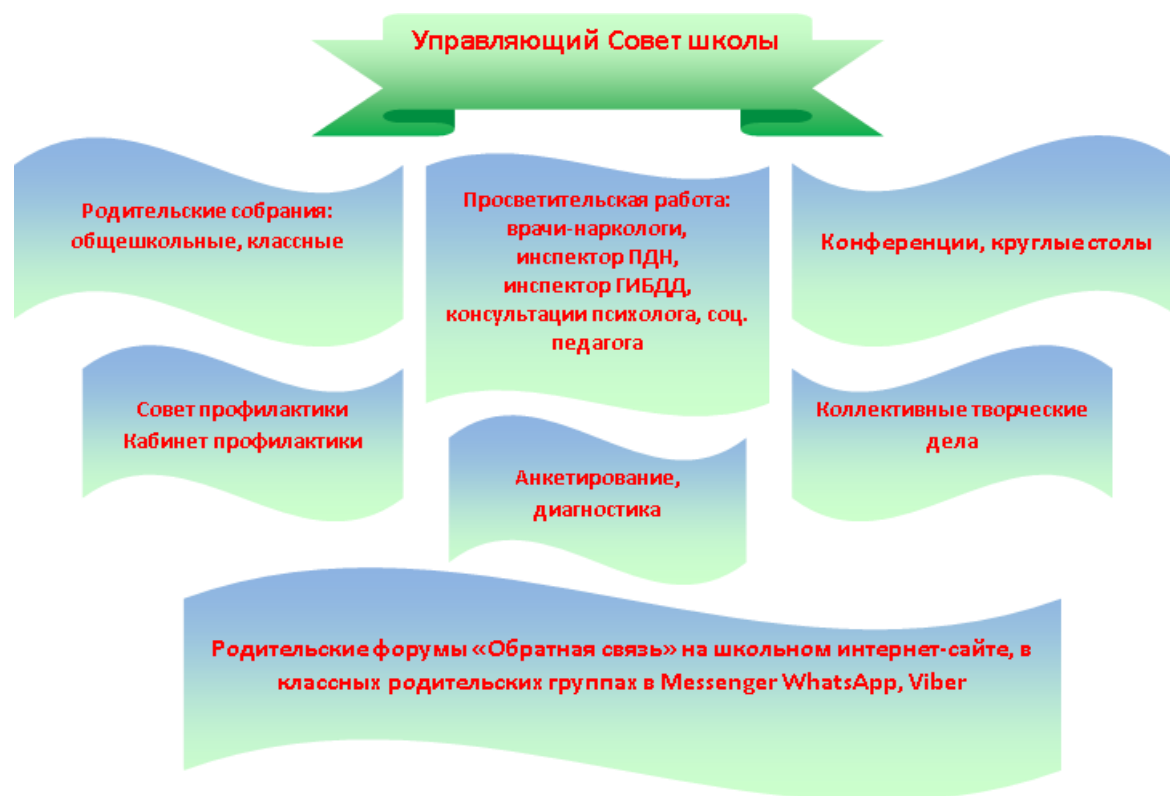 Управляющий Совет школы
Родительские собрания:
общешкольные, классные
Просветительская работа:
врачи-наркологи,
инспектор ПДН,
инспектор ГИБДД,
консультации психолога, соц.
педагога
Конференции, круглые столы
Совет профилактики
Кабинет профилактики
Анкетирование,
диагностика
Коллективные творческие
дела
Родительские форумы «Обратная связь» на школьном интернет-сайте, в
классных родительских группах в Messenger WhatsApp, Viber